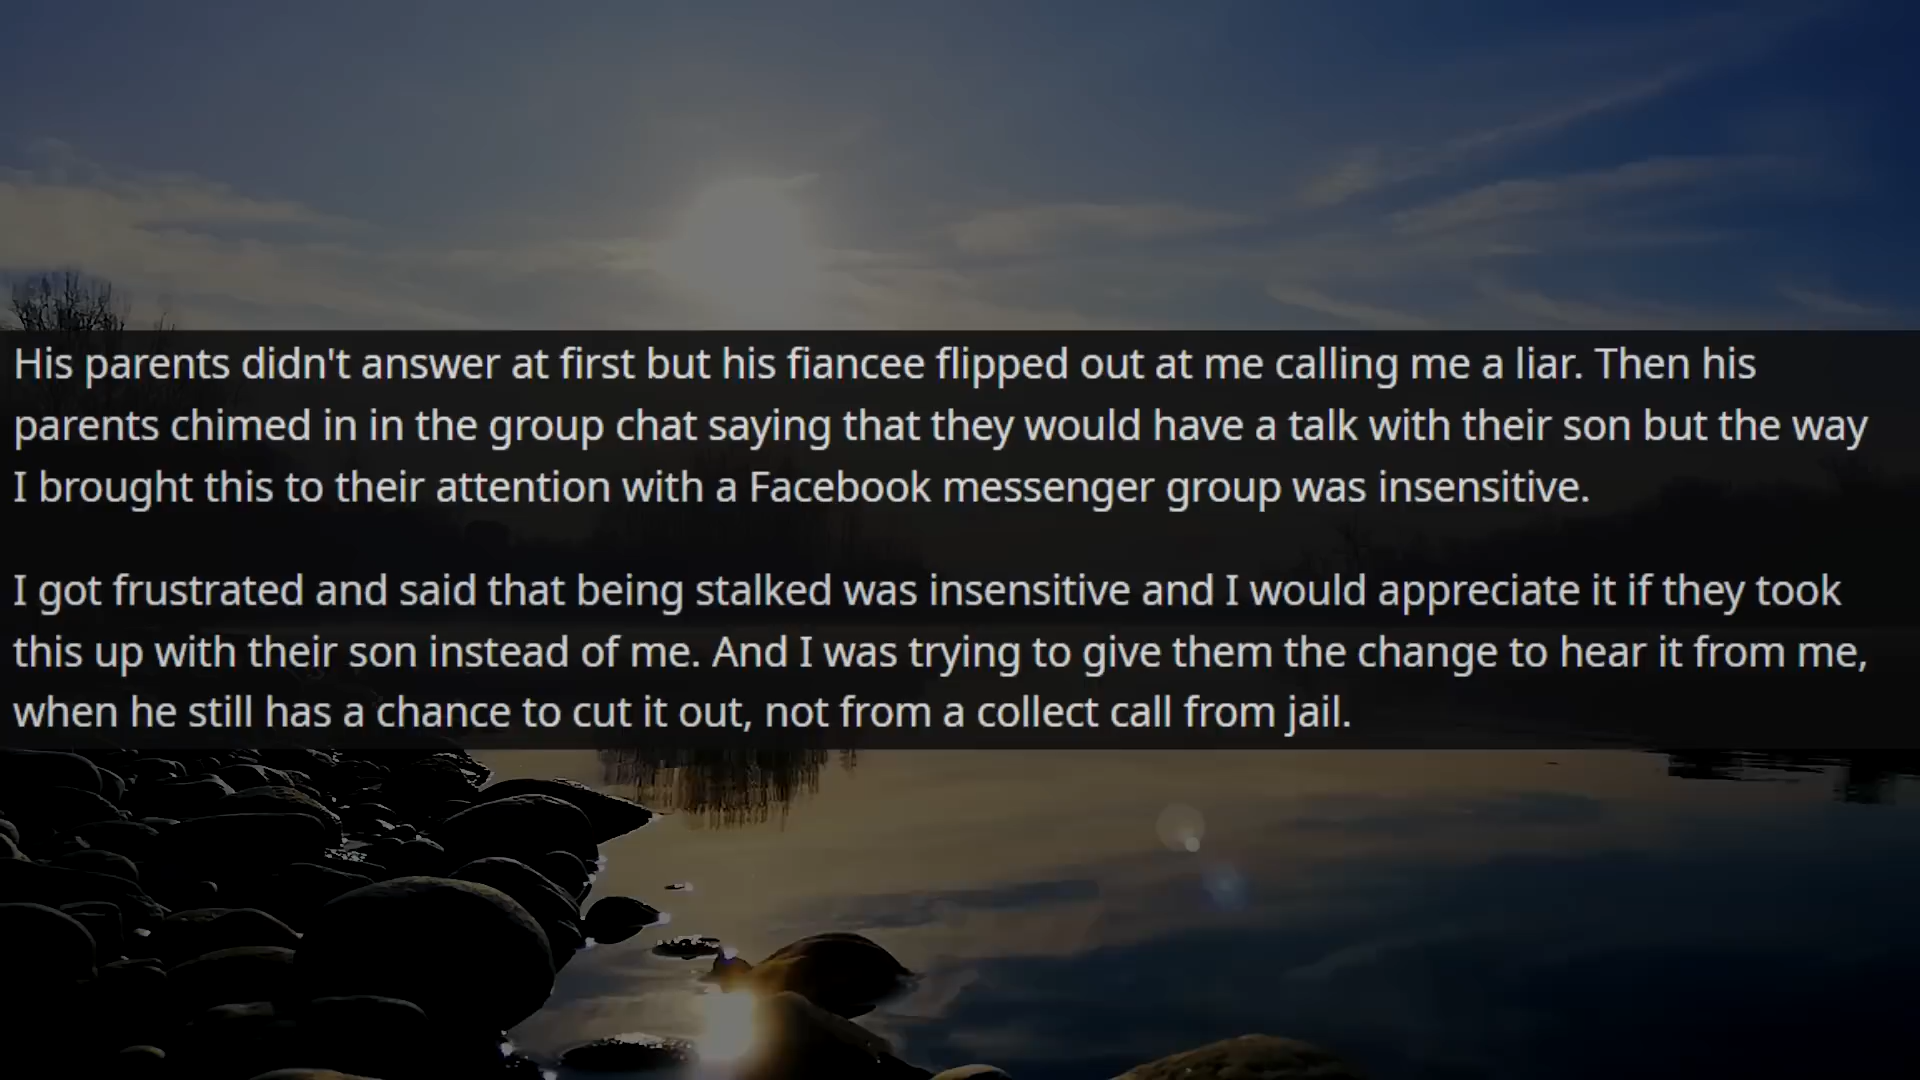 His parents didn't answer at first but his fiancee flipped out at me calling me a liar. Then his
parents chimed in in the group chat saying that they would have a talk with their son but the way
I brought this to their attention with a Facebook messenger group was insensitive.
I got frustrated and said that being stalked was insensitive and I would appreciate it if they took
this up with their son instead of me. And I was trying to give them the change to hear it from me,
when he still has a chance to cut it out, not from a collect call from jail.